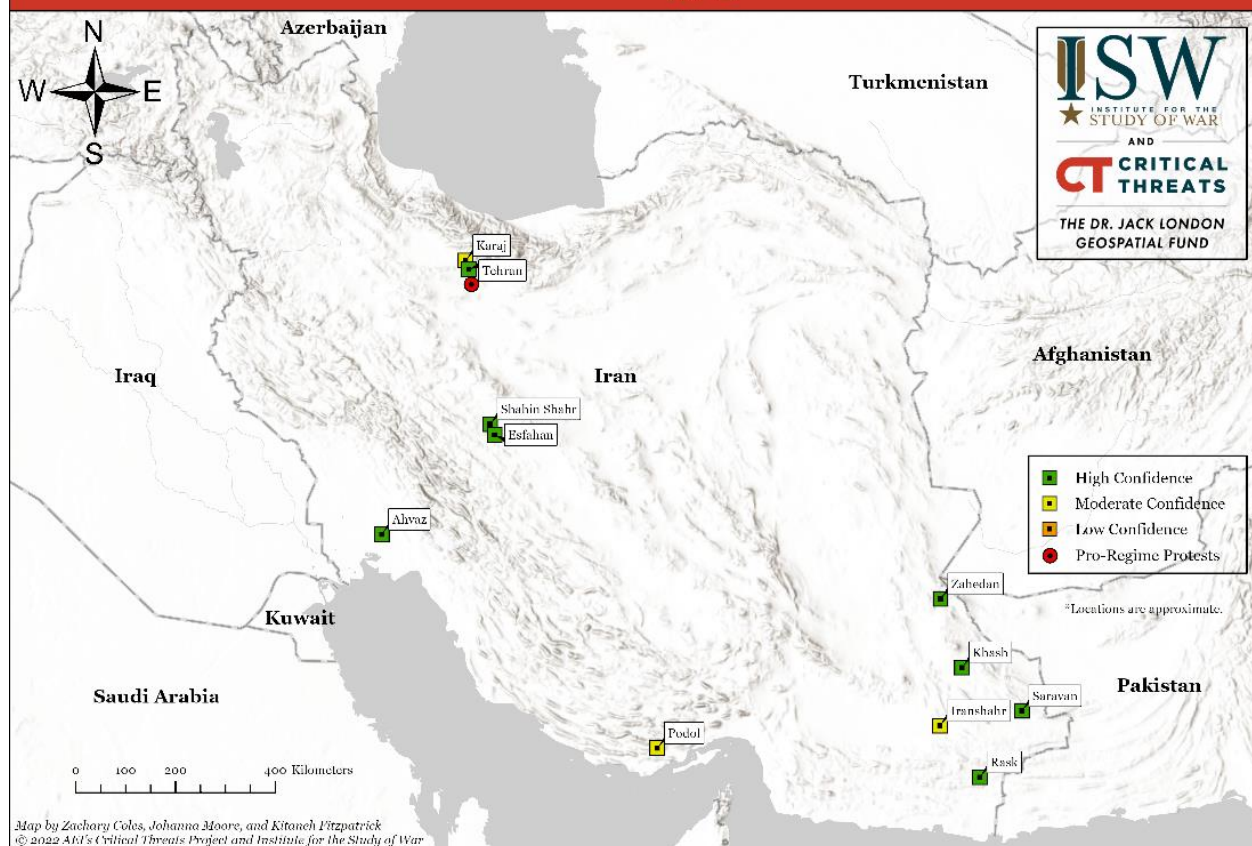 Azerbaijan
N
W
E
S
Turkmenistan
ISW
INSTITUTE FOR THE
STUDY OF WAR
AND
CT CRITICAL
THREATS
THE DR. JACK LONDON
GEOSPATIAL FUND
Karaj
Tehran
Afghanistan
Iraq
Iran
Shahin Shahr
Esfahan
High Confidence
Moderate Confidence
Low Confidence
Pro-Regime Protests
Ahvaz
Zahedan
*Locations are approximate.
Kuwait
Khash
Saudi Arabia
Pakistan
Saravan
Iranshahr
Podol
Rask
0 100 200 400 Kilometers
Map by Zachary Coles, Johanna Moore, and Kitaneh Fitzpatrick
© 2022 AEI's Critical Threats Project and Institute for the Study of War